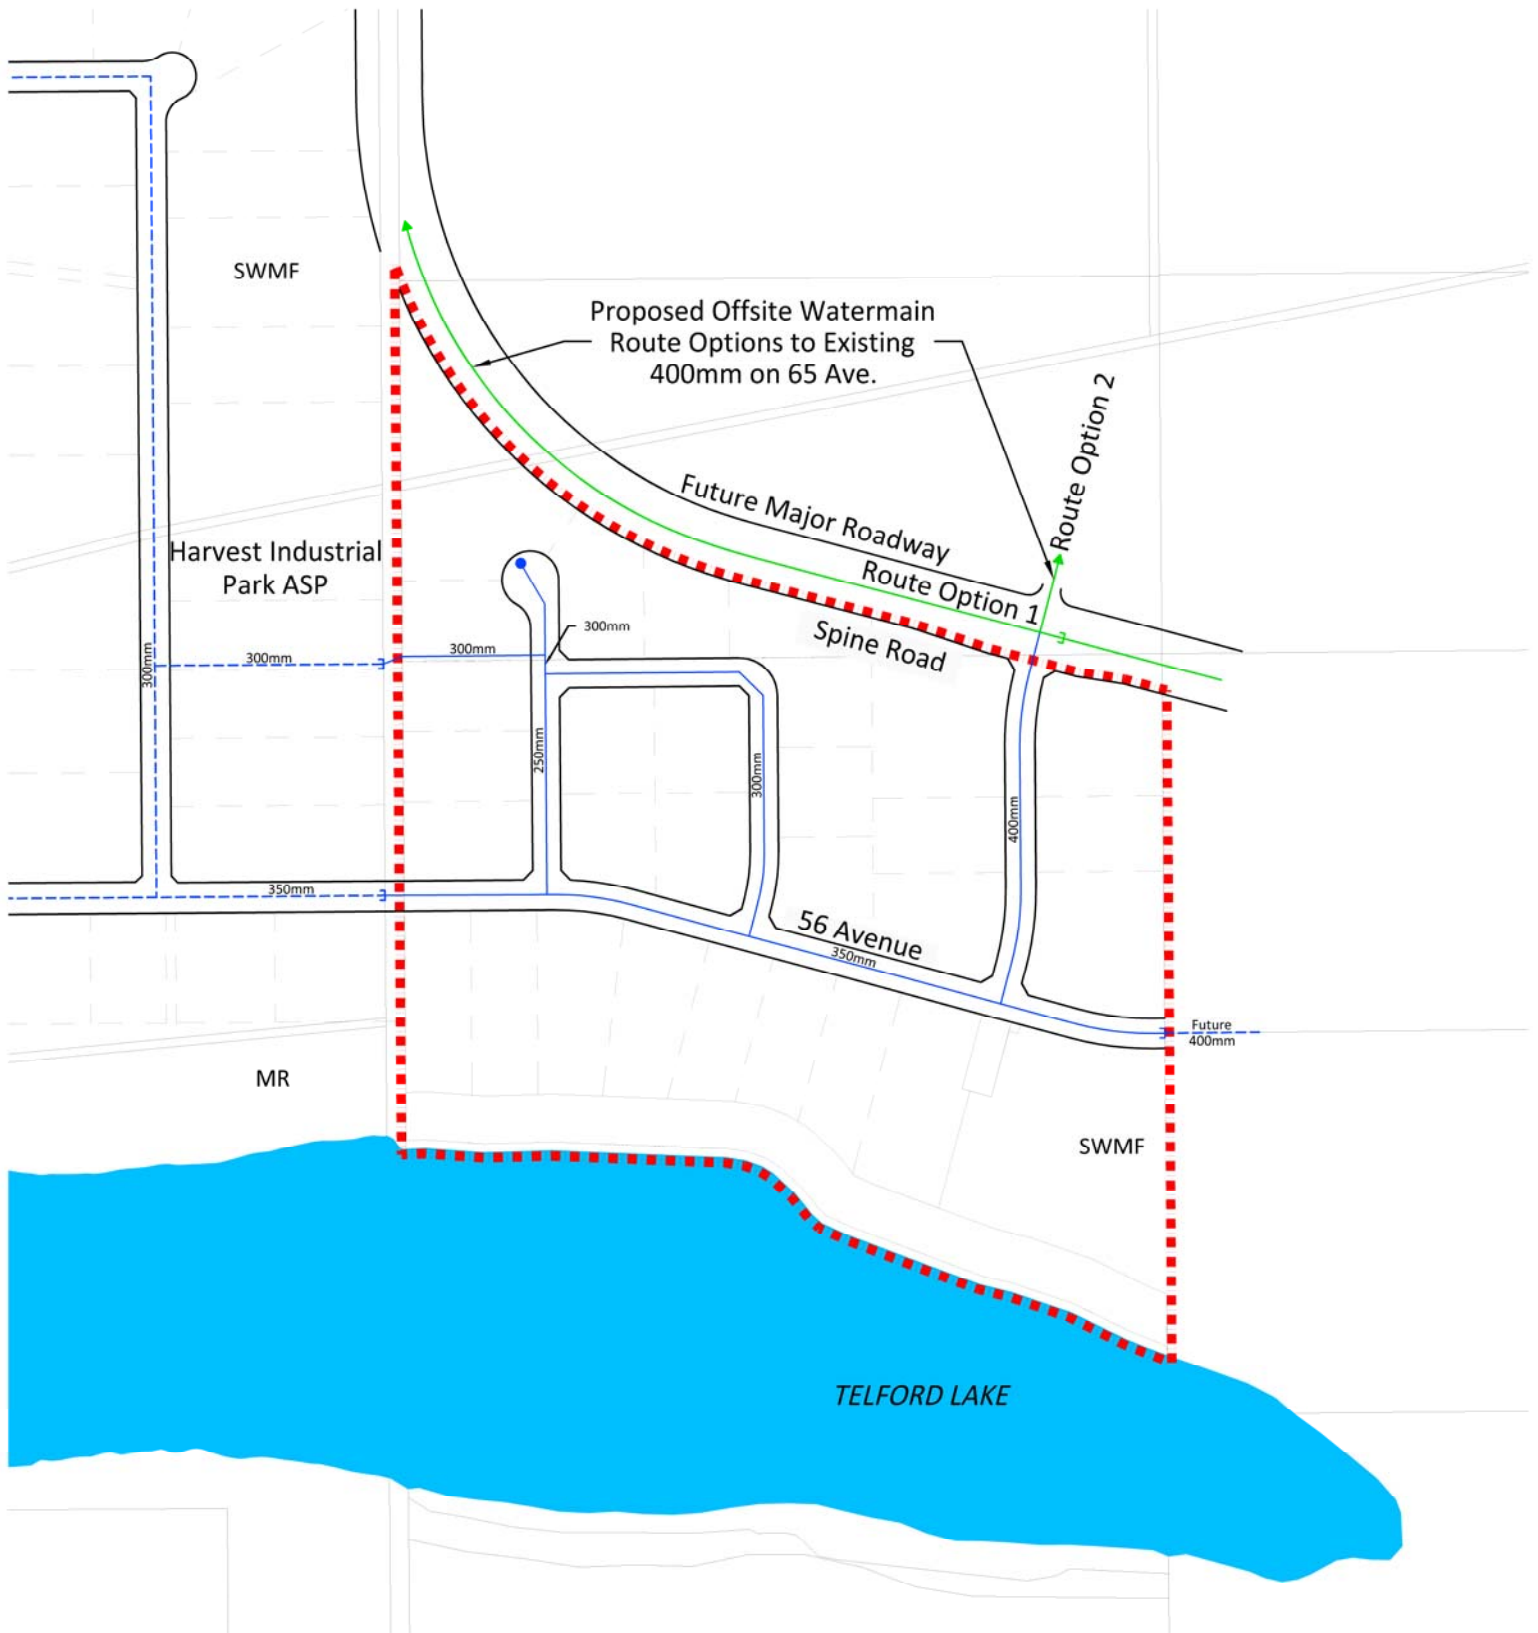 SWMF
Proposed Offsite Watermain
Route Options to Existing
400mm on 65 Ave.
Route Option 2
Future Major Roadway
Route Option 1
Spine Road
Harvest Industrial
Park ASP
300mm
300mm
300mm
300mm
250mm
300mm
400mm
350mm
56 Avenue
350mm
Future
400mm
MR
SWMF
TELFORD LAKE